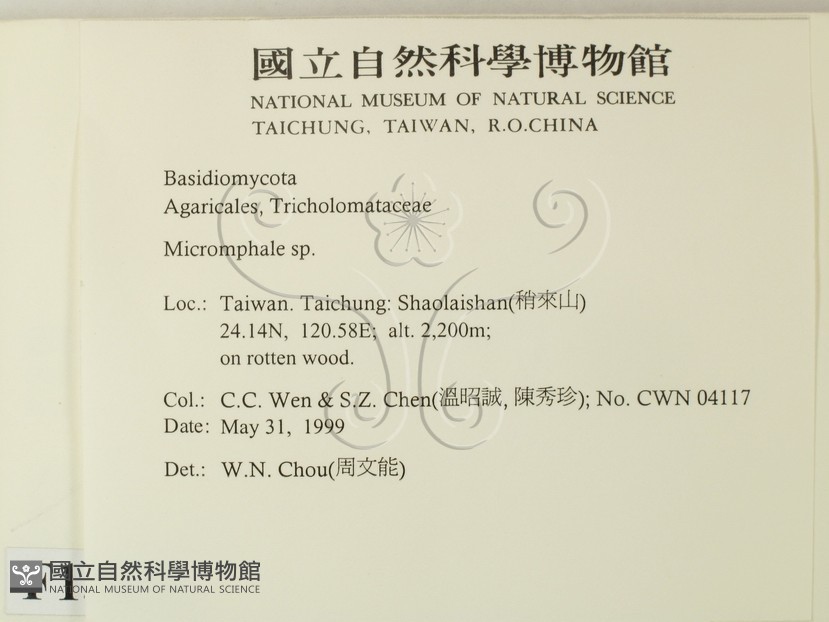 國立自然科學博物館
NATIONAL MUSEUM OF NATURAL SCIENCE
TAICHUNG, TAIWAN, R.O.CHINA
Basidiomycota
Agaricales, Tricholomataceae
Micromphale sp.
Loc.: Taiwan. Taichung: Shaolaishan(稍來山)
24.14N, 120.58E; alt. 2,200m;
on rotten wood.
Col.: C.C. Wen & S.Z. Chen(溫昭誠, 陳秀珍); No. CWN 04117
Date: May 31, 1999
Det.: W.N. Chou(周文能)
國立自然科學博物館
NATIONAL MUSEUM OF NATURAL SCIENCE